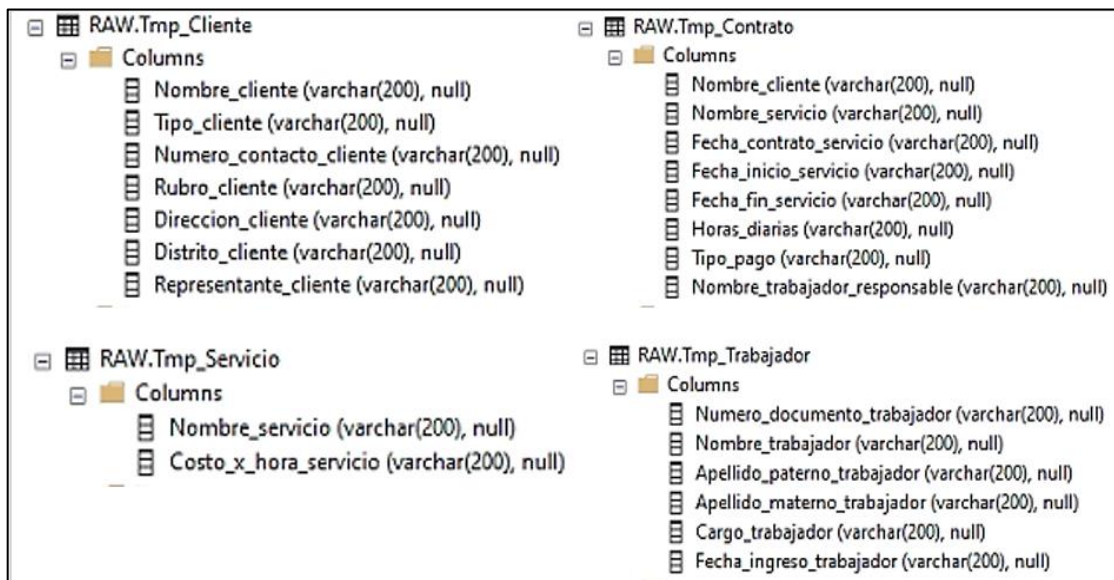 RAW.Tmp_Cliente
Columns
Nombre_cliente (varchar(200), null)
Tipo_cliente (varchar(200), null)
Numero_contacto_cliente (varchar(200), null)
Rubro_cliente (varchar(200), null)
Direccion_cliente (varchar(200), null)
Distrito_cliente (varchar(200), null)
Representante_cliente (varchar(200), null)
RAW.Tmp_Contrato
Columns
Nombre_cliente (varchar(200), null)
Nombre_servicio (varchar(200), null)
Fecha_contrato_servicio (varchar(200), null)
Fecha_inicio_servicio (varchar(200), null)
Fecha_fin_servicio (varchar(200), null)
Horas_diarias (varchar(200), null)
Tipo_pago (varchar(200), null)
Nombre_trabajador_responsable (varchar(200), null)
RAW.Tmp_Servicio
Columns
Nombre_servicio (varchar(200), null)
Costo_x_hora_servicio (varchar(200), null)
RAW.Tmp_Trabajador
Columns
Numero_documento_trabajador (varchar(200), null)
Nombre_trabajador (varchar(200), null)
Apellido_paterno_trabajador (varchar(200), null)
Apellido_materno_trabajador (varchar(200), null)
Cargo_trabajador (varchar(200), null)
Fecha_ingreso_trabajador (varchar(200), null)